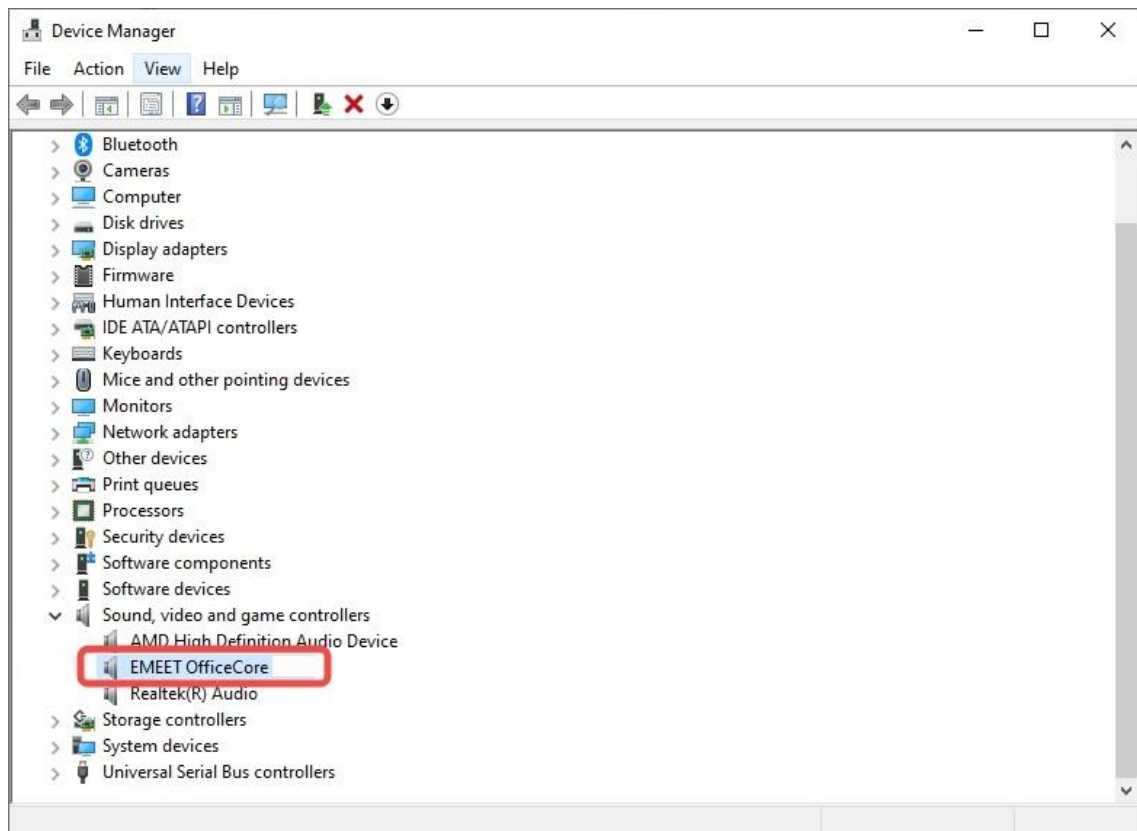 Device Manager
File Action View Help
Bluetooth
Cameras
Computer
Disk drives
Display adapters
Firmware
Human Interface Devices
IDE ATA/ATAPI controllers
Keyboards
Mice and other pointing devices
Monitors
Network adapters
Other devices
Print queues
Processors
Security devices
Software components
Software devices
Sound, video and game controllers
AMD High Definition Audio Device
EMEET OfficeCore
Realtek(R) Audio
Storage controllers
System devices
Universal Serial Bus controllers